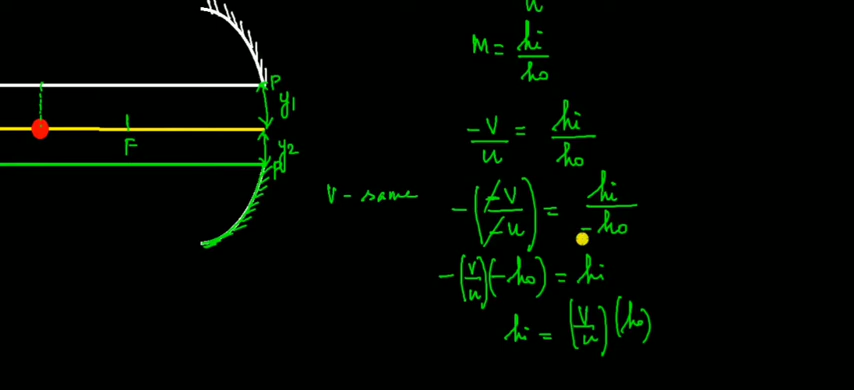 u
M = hi/ho
P
y1
-v/u = hi/ho
F
y2
P
v - same
-(-v/-u) = hi/-ho
-(v/u)(-ho) = hi
hi = (v/u)(ho)